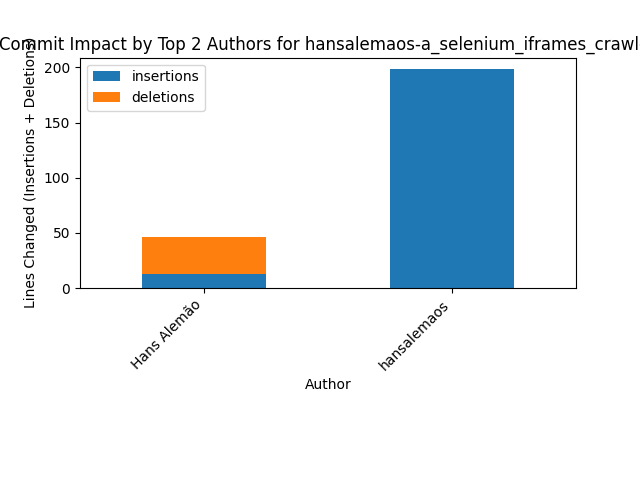 Commit Impact by Top 2 Authors for hansalemaos-a_selenium_iframes_crawl
Lines Changed (Insertions + Deletions)
200
150
100
50
0
insertions
deletions
Hans Alemão
hansalemaos
Author